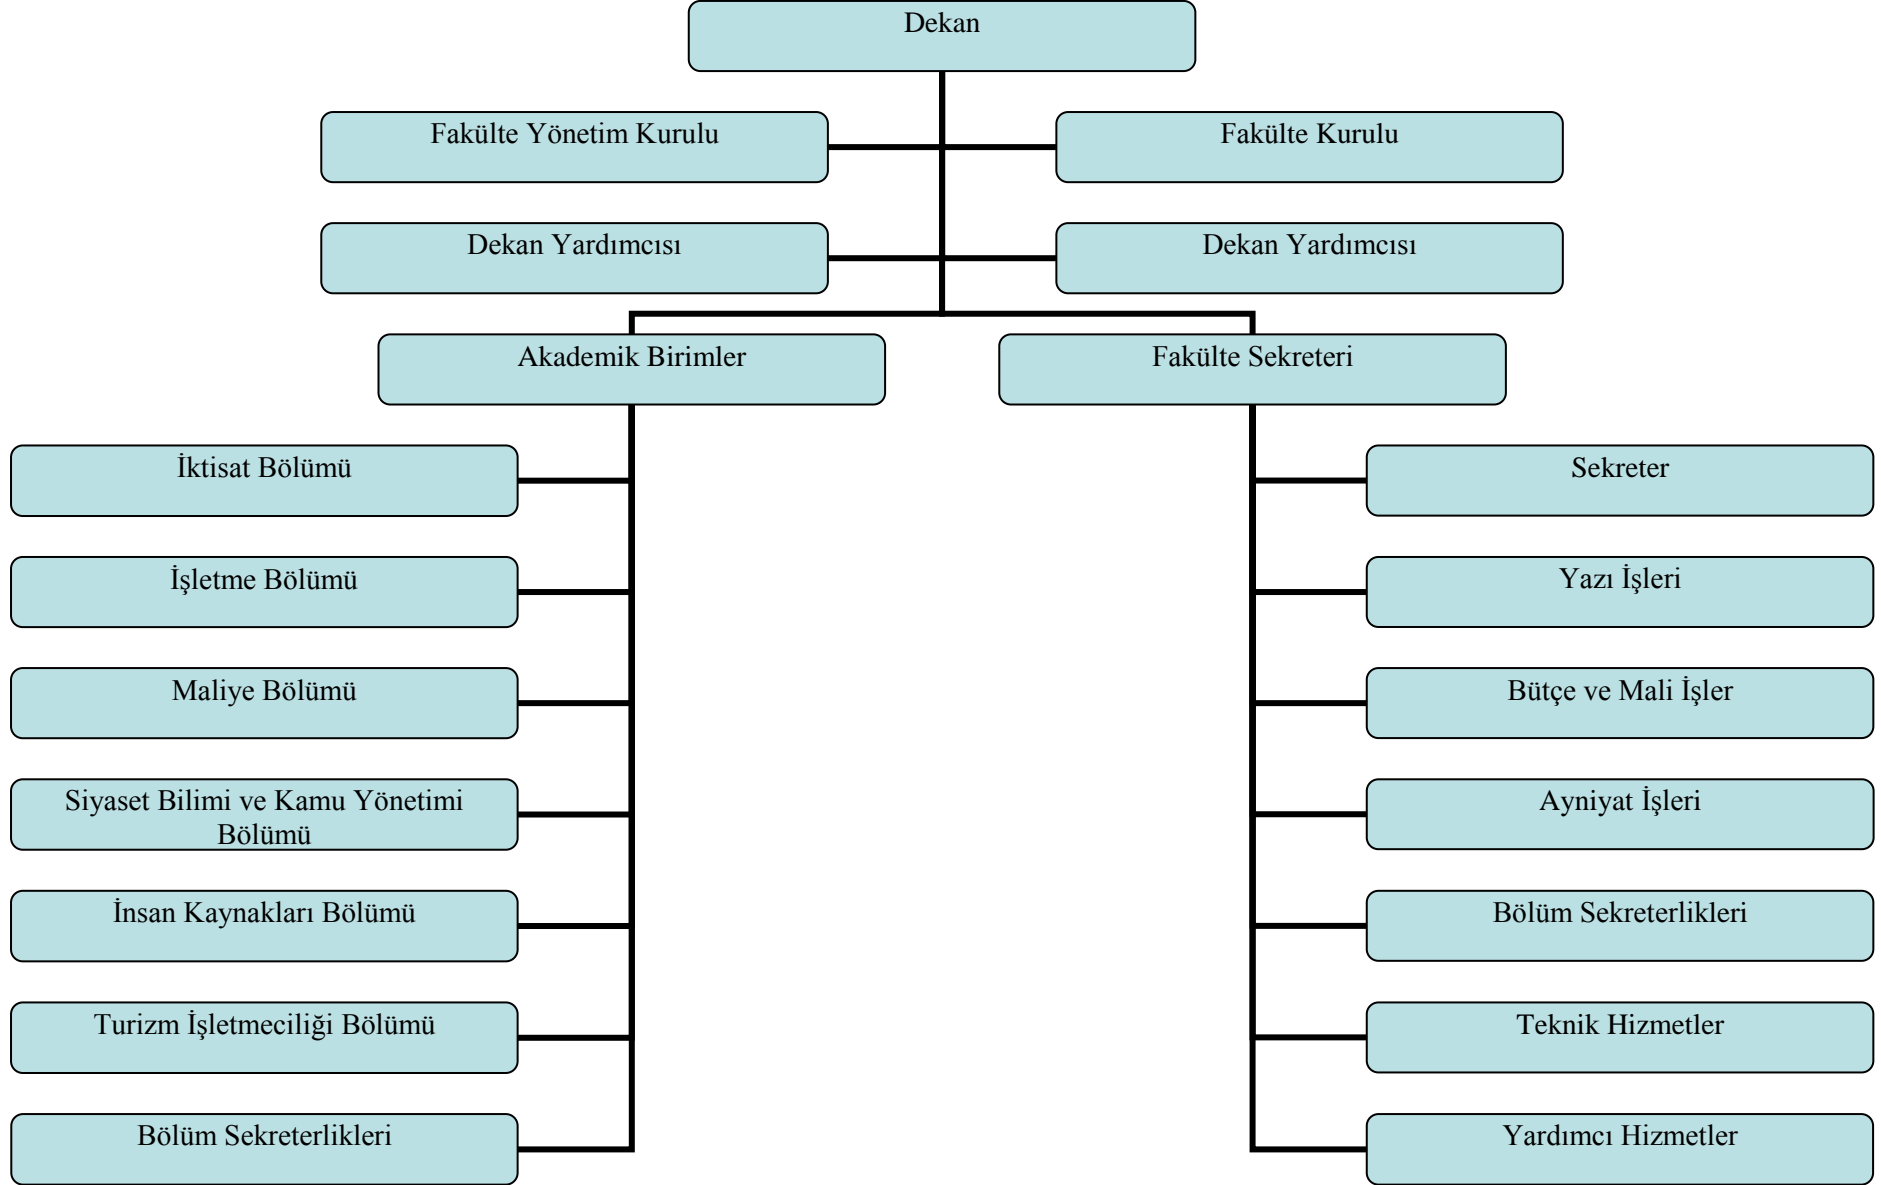 Dekan
Fakülte Yönetim Kurulu
Fakülte Kurulu
Dekan Yardımcısı
Dekan Yardımcısı
Akademik Birimler
Fakülte Sekreteri
İktisat Bölümü
Sekreter
İşletme Bölümü
Yazı İşleri
Maliye Bölümü
Bütçe ve Mali İşler
Siyaset Bilimi ve Kamu Yönetimi
Bölümü
Ayniyat İşleri
İnsan Kaynakları Bölümü
Bölüm Sekreterlikleri
Turizm İşletmeciliği Bölümü
Teknik Hizmetler
Bölüm Sekreterlikleri
Yardımcı Hizmetler